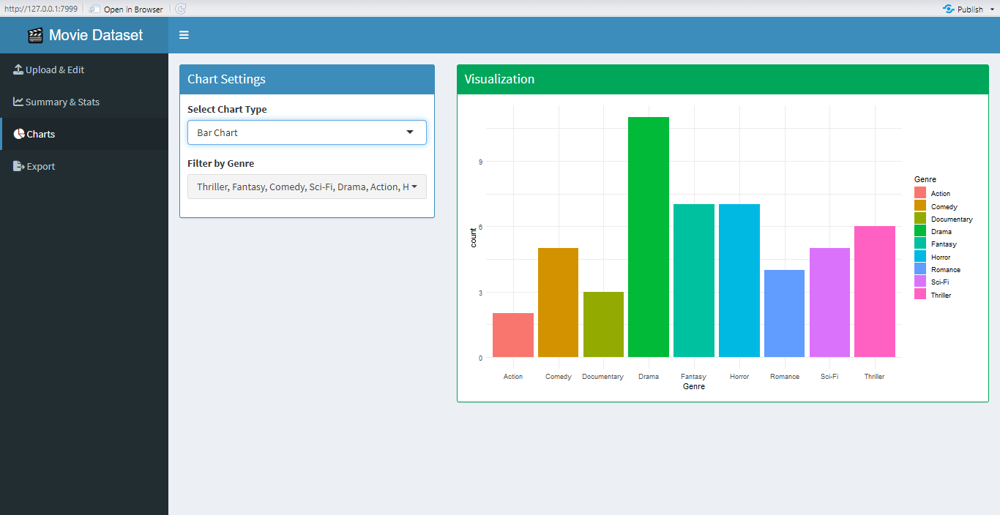 http://127.0.0.1:7999 Open in Browser Publish
Movie Dataset
Upload & Edit
Summary & Stats
Charts
Export
Chart Settings
Select Chart Type
Bar Chart
Filter by Genre
Thriller, Fantasy, Comedy, Sci-Fi, Drama, Action, H
Visualization
9
6
3
0
count
Action Comedy Documentary Drama Fantasy Horror Romance Sci-Fi Thriller
Genre
Genre
Action
Comedy
Documentary
Drama
Fantasy
Horror
Romance
Sci-Fi
Thriller